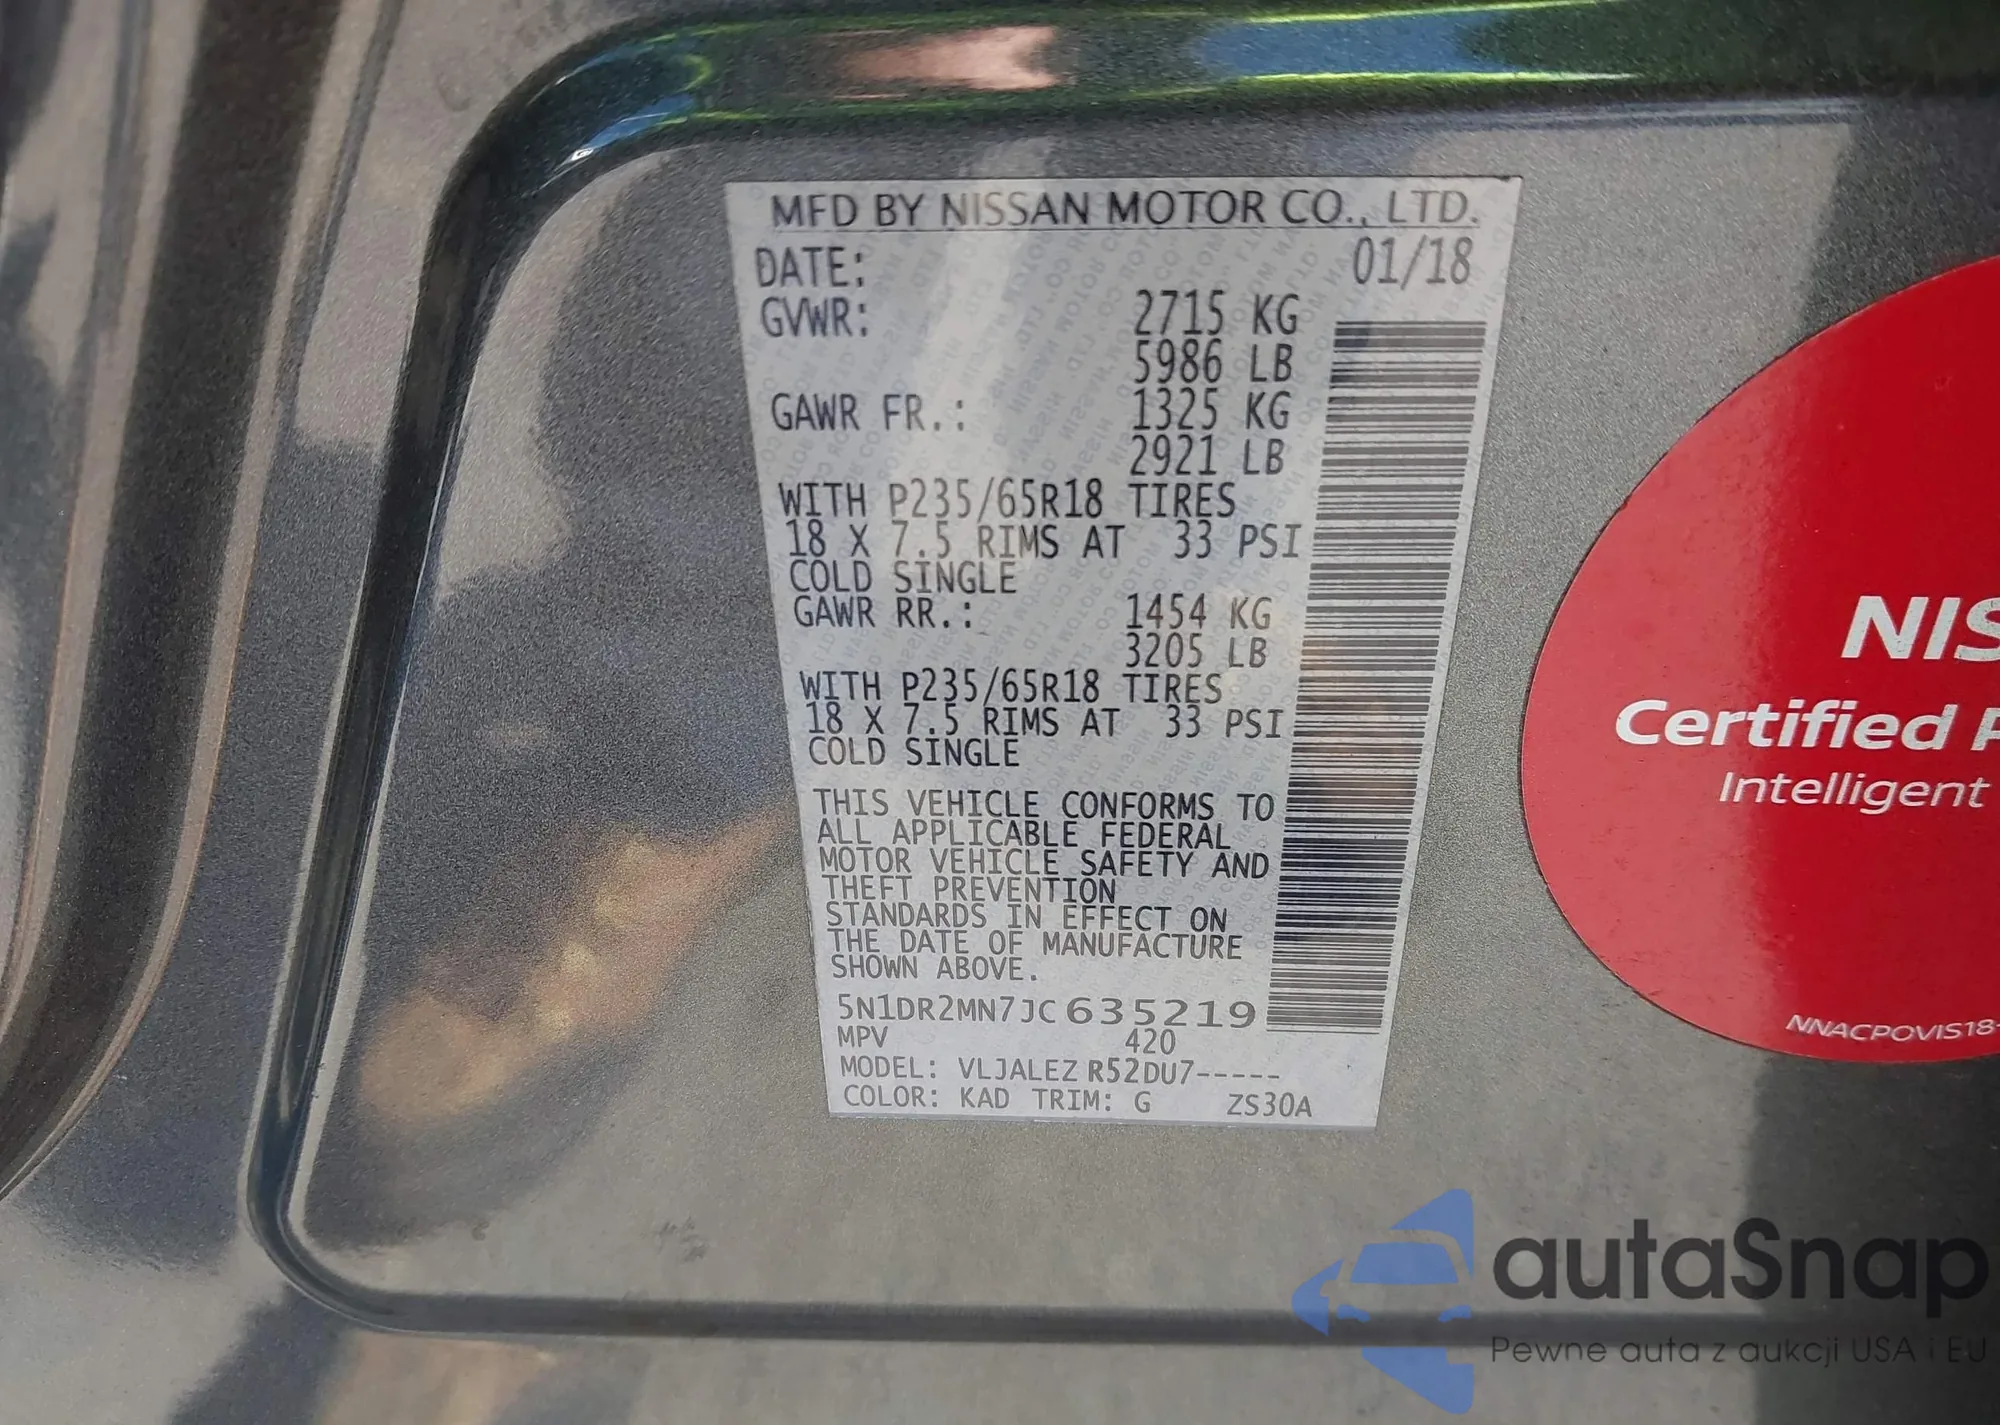 MFD BY NISSAN MOTOR CO., LTD.
DATE: 01/18
GVWR: 2715 KG
5986 LB
GAWR FR.: 1325 KG
2921 LB
WITH P235/65R18 TIRES
18 X 7.5 RIMS AT 33 PSI
COLD SINGLE
GAWR RR.: 1454 KG
3205 LB
WITH P235/65R18 TIRES
18 X 7.5 RIMS AT 33 PSI
COLD SINGLE
THIS VEHICLE CONFORMS TO
ALL APPLICABLE FEDERAL
MOTOR VEHICLE SAFETY AND
THEFT PREVENTION
STANDARDS IN EFFECT ON
THE DATE OF MANUFACTURE
SHOWN ABOVE.
5N1DR2MN7JC635219
MPV 420
MODEL: VLJALEZ R52DU7-----
COLOR: KAD TRIM: G ZS30A
NIS
Certified P
Intelligent
NNACPOVIS18-
autaSnap
Pewne auta z aukcji USA i EU